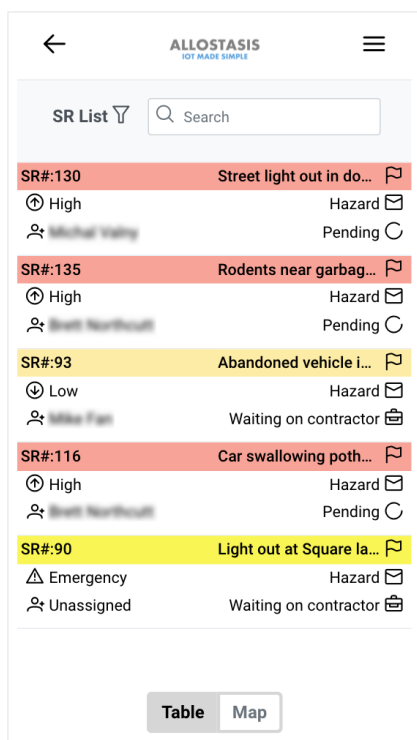 ALLOSTASIS
IOT MADE SIMPLE
SR List Search
SR#:130 Street light out in do...
High Hazard
Pending
SR#:135 Rodents near garbag...
High Hazard
Pending
SR#:93 Abandoned vehicle i...
Low Hazard
Waiting on contractor
SR#:116 Car swallowing poth...
High Hazard
Pending
SR#:90 Light out at Square la...
Emergency Hazard
Unassigned Waiting on contractor
Table Map